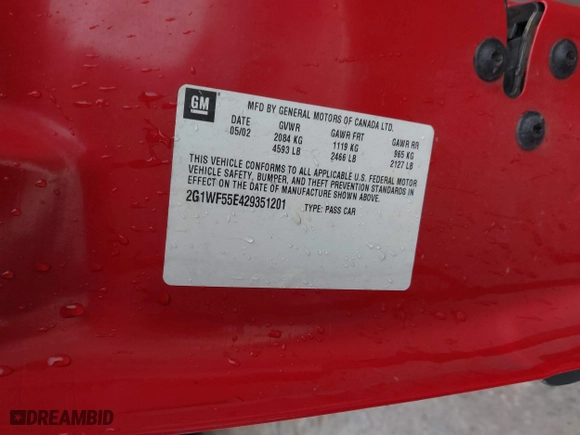 GM
MFD BY GENERAL MOTORS OF CANADA LTD.
DATE GVWR GAWR FRT GAWR RR
05/02 2084 KG 1119 KG 965 KG
4593 LB 2466 LB 2127 LB
THIS VEHICLE CONFORMS TO ALL APPLICABLE U.S. FEDERAL MOTOR
VEHICLE SAFETY, BUMPER, AND THEFT PREVENTION STANDARDS IN
EFFECT ON THE DATE OF MANUFACTURE SHOWN ABOVE.
2G1WF55E429351201 TYPE: PASS CAR
DREAMBID